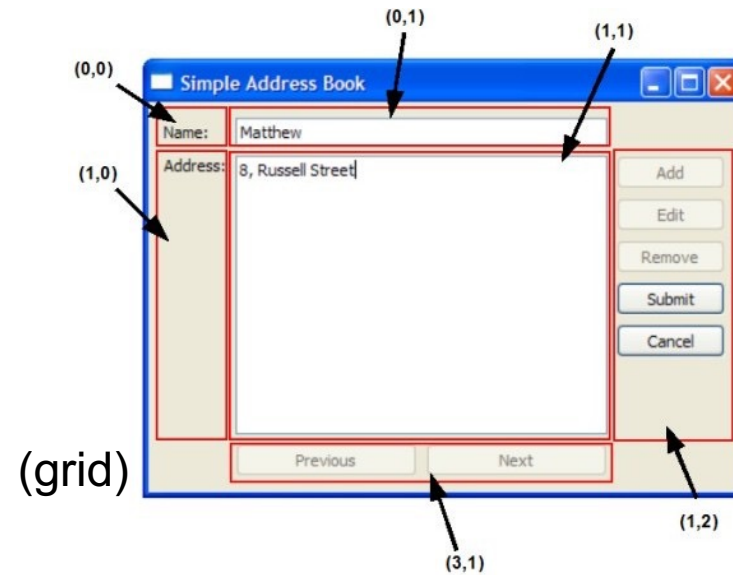 (0,1)
(1,1)
(0,0)
Simple Address Book
Name: Matthew
(1,0)
Address: 8, Russell Street
Add
Edit
Remove
Submit
Cancel
(grid)
Previous Next
(1,2)
(3,1)